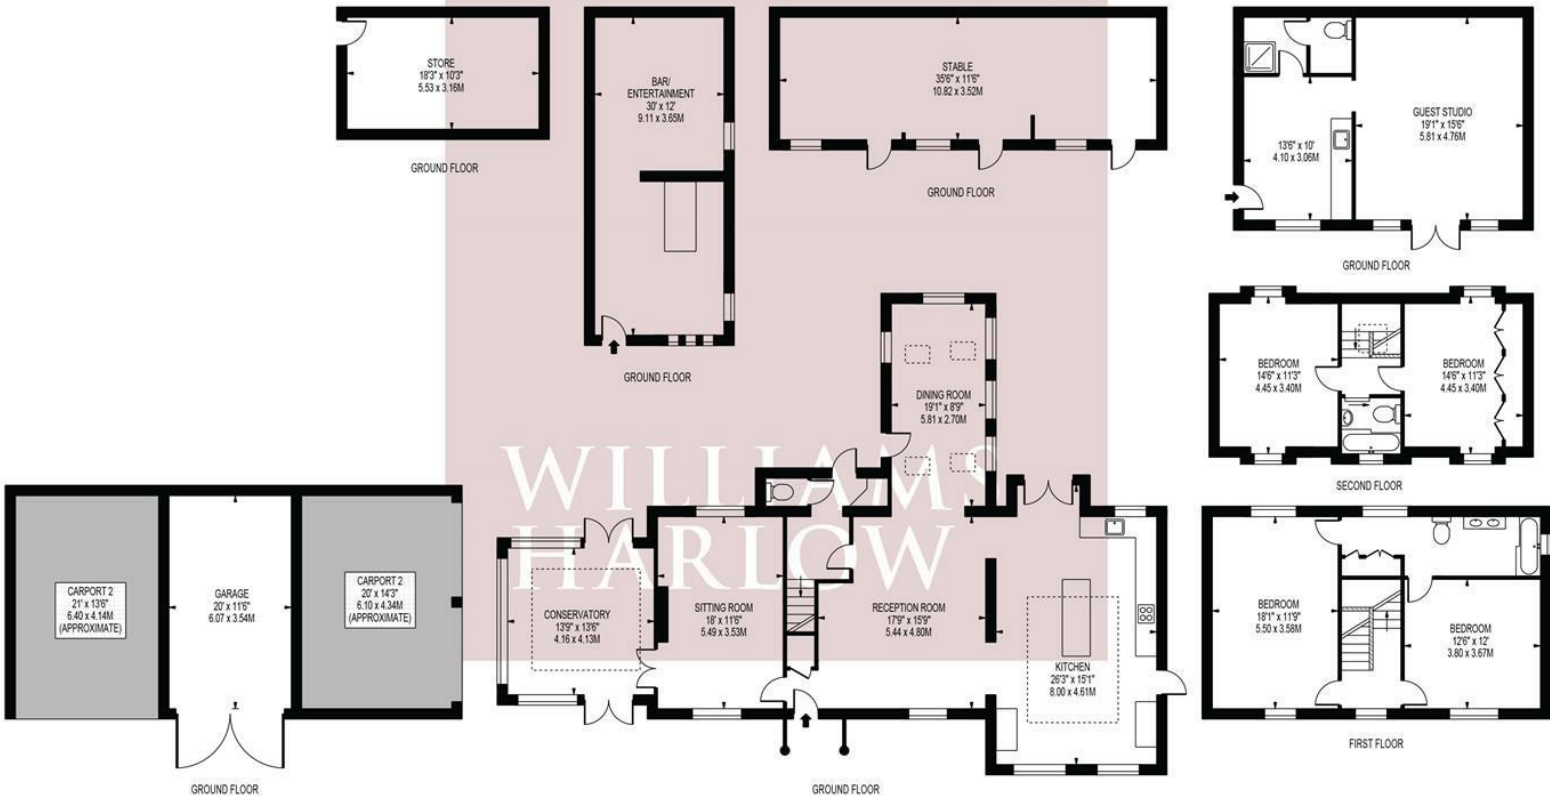 STORE
18'3" x 10'3"
5.53 x 3.16M
GROUND FLOOR
BAR/
ENTERTAINMENT
30' x 12'
9.11 x 3.65M
GROUND FLOOR
STABLE
35'6" x 11'6"
10.82 x 3.52M
GROUND FLOOR
GUEST STUDIO
19'1" x 15'6"
5.81 x 4.76M
13'6" x 10'
4.10 x 3.06M
GROUND FLOOR
BEDROOM
14'6" x 11'3"
4.45 x 3.40M
BEDROOM
14'6" x 11'3"
4.45 x 3.40M
SECOND FLOOR
DINING ROOM
19'1" x 8'9"
5.81 x 2.70M
WILLIAMS
HARLOW
CARPORT 2
21' x 13'6"
6.40 x 4.14M
(APPROXIMATE)
GARAGE
20' x 11'6"
6.07 x 3.54M
CARPORT 2
20' x 14'3"
6.10 x 4.34M
(APPROXIMATE)
GROUND FLOOR
CONSERVATORY
13'9" x 13'6"
4.16 x 4.13M
SITTING ROOM
18' x 11'6"
5.49 x 3.53M
RECEPTION ROOM
17'9" x 15'9"
5.44 x 4.80M
KITCHEN
26'3" x 15'1"
8.00 x 4.61M
GROUND FLOOR
BEDROOM
18'1" x 11'9"
5.50 x 3.58M
BEDROOM
12'6" x 12'
3.80 x 3.67M
FIRST FLOOR